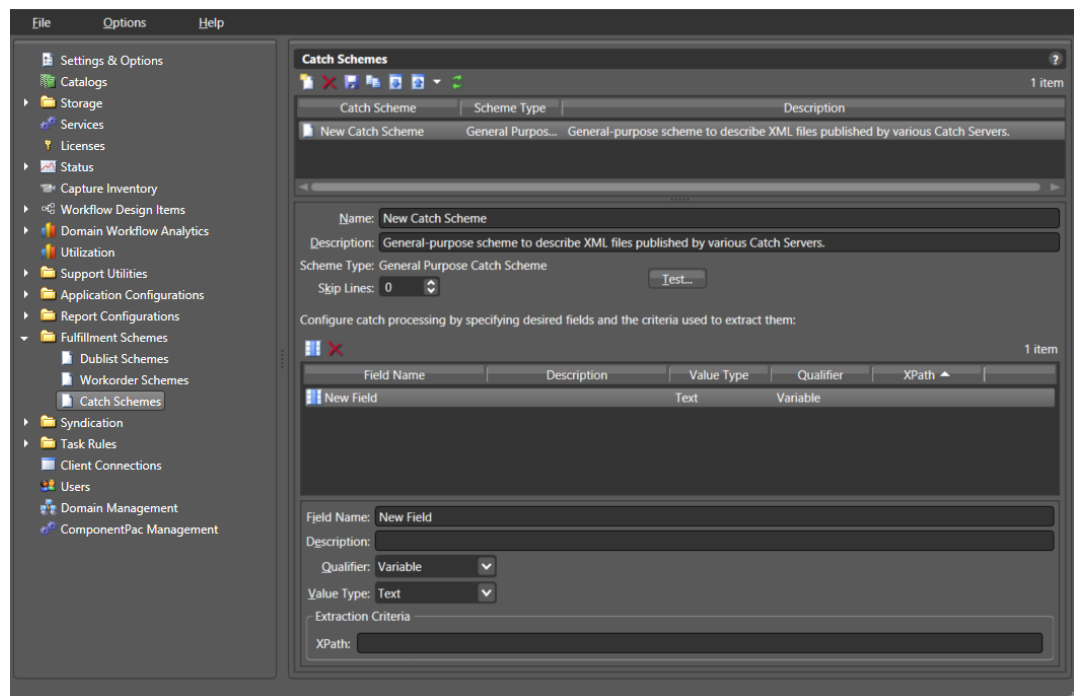 File Options Help
Settings & Options
Catalogs
Storage
Services
Licenses
Status
Capture Inventory
Workflow Design Items
Domain Workflow Analytics
Utilization
Support Utilities
Application Configurations
Report Configurations
Fulfillment Schemes
Dublist Schemes
Workorder Schemes
Catch Schemes
Syndication
Task Rules
Client Connections
Users
Domain Management
ComponentPac Management
Catch Schemes ?
1 item
Catch Scheme Scheme Type Description
New Catch Scheme General Purpos... General-purpose scheme to describe XML files published by various Catch Servers.
Name: New Catch Scheme
Description: General-purpose scheme to describe XML files published by various Catch Servers.
Scheme Type: General Purpose Catch Scheme
Skip Lines: 0 Test...
Configure catch processing by specifying desired fields and the criteria used to extract them:
1 item
Field Name Description Value Type Qualifier XPath
New Field Text Variable
Field Name: New Field
Description:
Qualifier: Variable
Value Type: Text
Extraction Criteria
XPath: